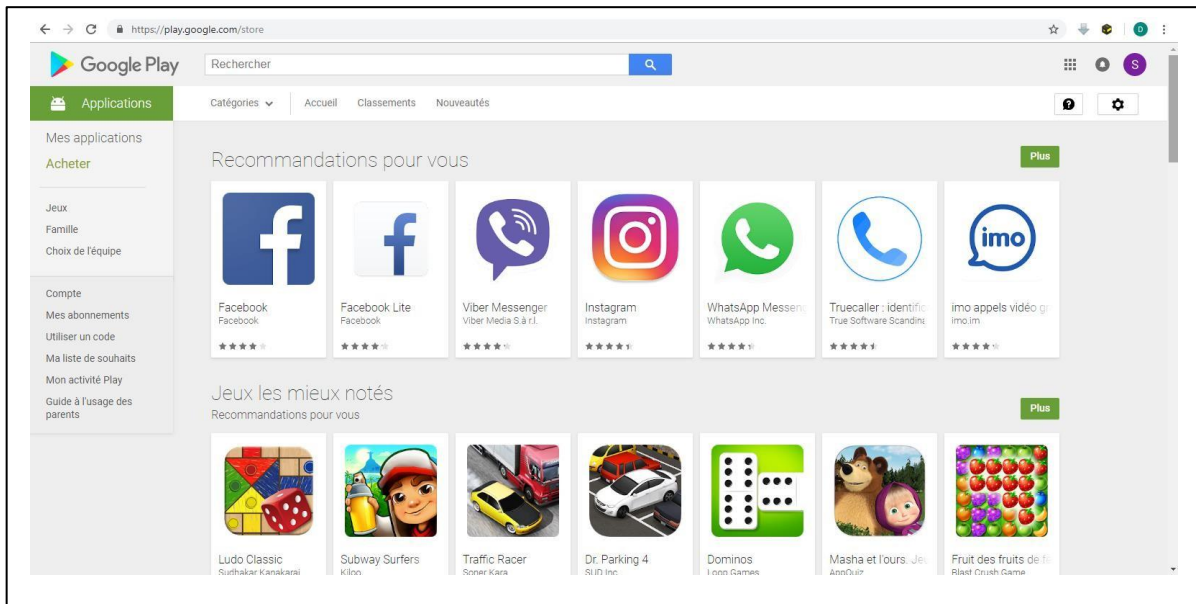 https://play.google.com/store
D
Google Play
Rechercher
S
Applications
Catégories
Accueil
Classements
Nouveautés
Mes applications
Acheter
Jeux
Famille
Choix de l'équipe
Compte
Mes abonnements
Utiliser un code
Ma liste de souhaits
Mon activité Play
Guide à l'usage des
parents
Recommandations pour vous
Plus
imo
Facebook
Facebook
Facebook Lite
Facebook
Viber Messenger
Viber Media S.à r.l.
Instagram
Instagram
WhatsApp Messen
WhatsApp Inc.
Truecaller : identific
True Software Scandina
imo appels vidéo gr
imo.im
Jeux les mieux notés
Recommandations pour vous
Plus
Ludo Classic
Sudhakar Kanakaraj
Subway Surfers
Kiloo
Traffic Racer
Soner Kara
Dr. Parking 4
SUD Inc.
Dominos
Loop Games
Masha et l'ours. Jeu
AppQuiz
Fruit des fruits de
Blast Crush Game